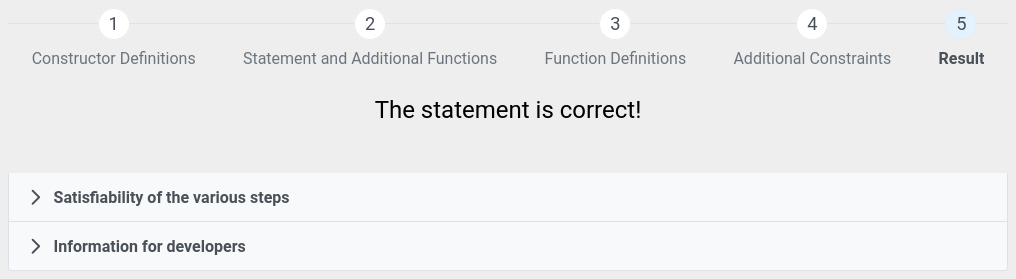 1 2 3 4 5
Constructor Definitions Statement and Additional Functions Function Definitions Additional Constraints Result
The statement is correct!
Satisfiability of the various steps
Information for developers